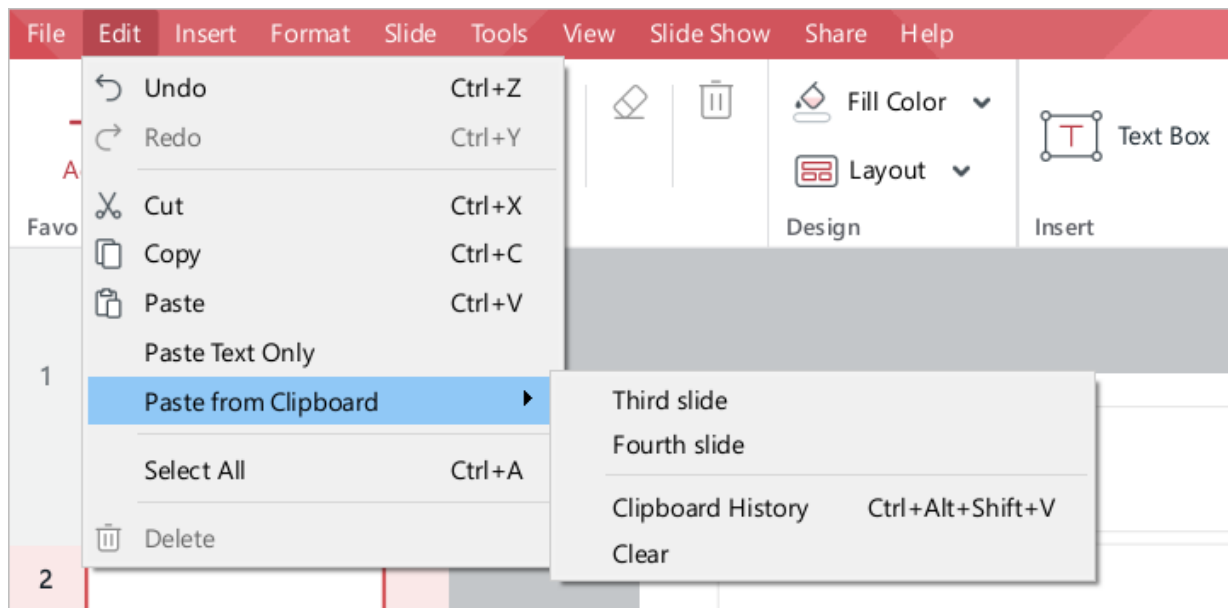 File Edit Insert Format Slide Tools View Slide Show Share Help
Undo Ctrl+Z
Redo Ctrl+Y
Cut Ctrl+X
Copy Ctrl+C
Paste Ctrl+V
Paste Text Only
Paste from Clipboard
Select All Ctrl+A
Delete
Third slide
Fourth slide
Clipboard History Ctrl+Alt+Shift+V
Clear
Fill Color
Layout
Design
Text Box
Insert
1
2